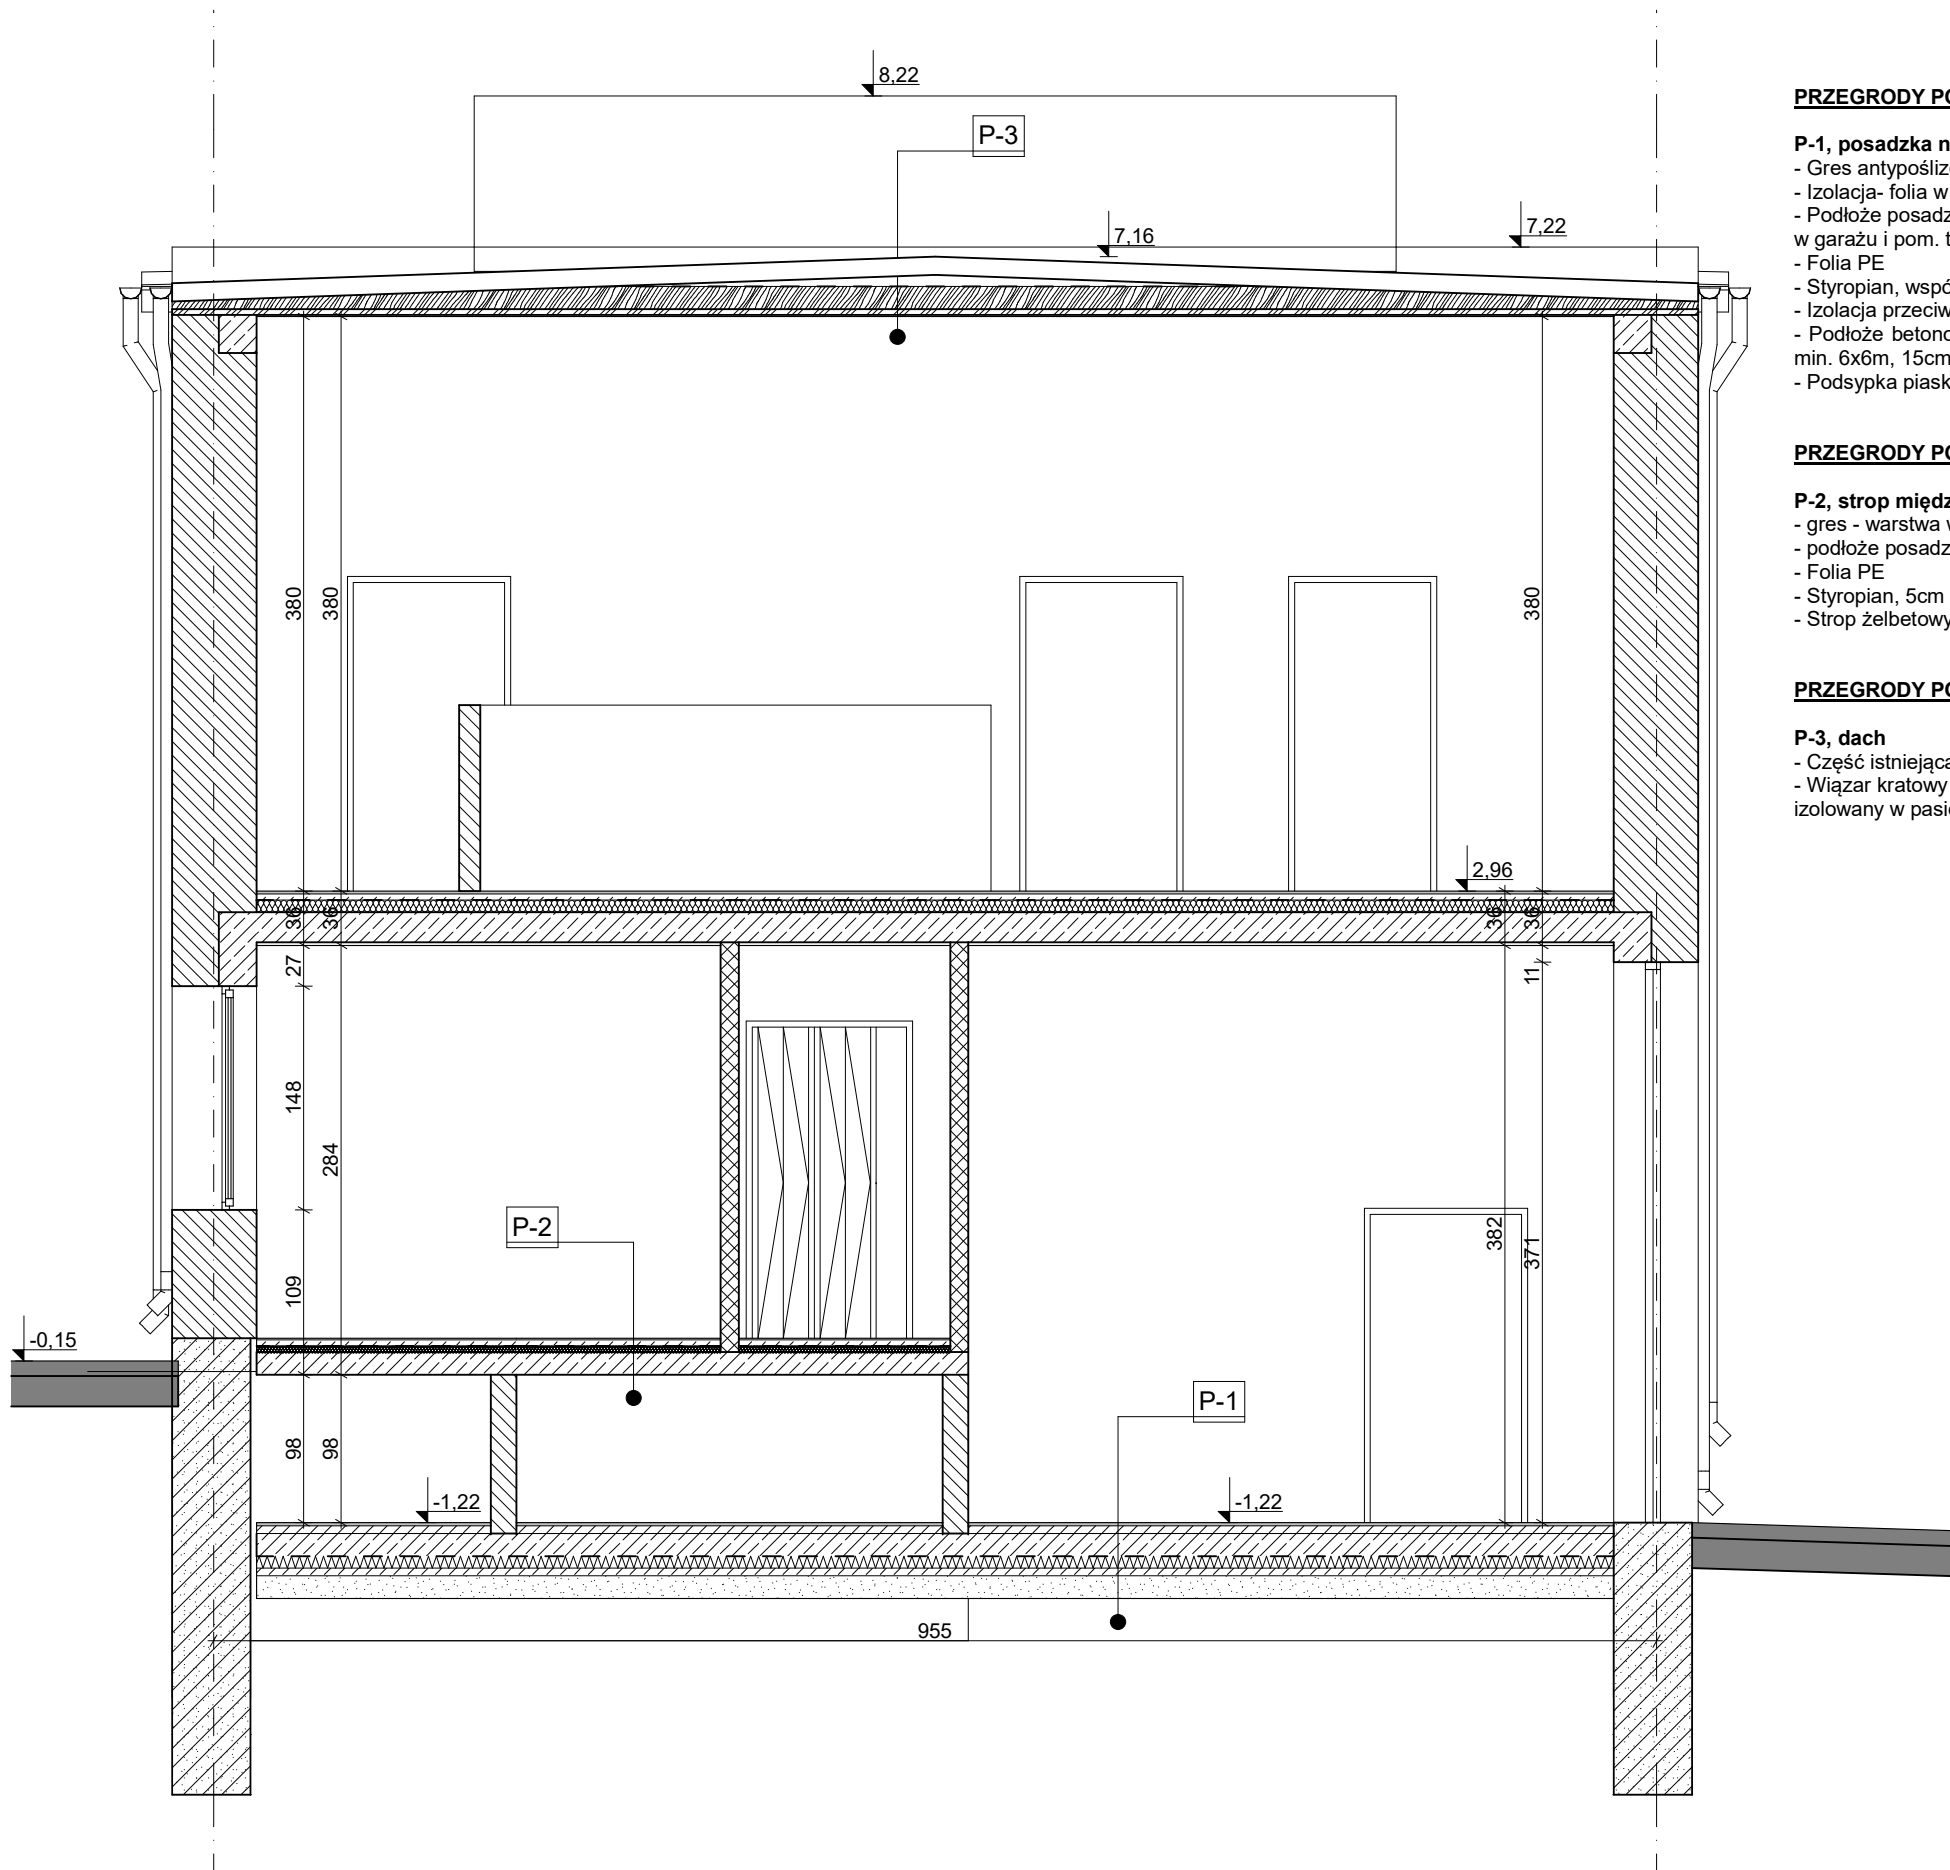 8,22
P-3
7,16
7,22
380
380
380
2,96
36
36
36
36
27
11
148
284
P-2
382
371
109
-0,15
P-1
98
98
-1,22
-1,22
955
PRZEGRODY PO
P-1, posadzka n
- Gres antypoślizg
- Izolacja- folia w
- Podłoże posadz
w garażu i pom. t
- Folia PE
- Styropian, wspó
- Izolacja przeciw
- Podłoże betono
min. 6x6m, 15cm
- Podsypka piask
PRZEGRODY PO
P-2, strop międz
- gres - warstwa w
- podłoże posadz
- Folia PE
- Styropian, 5cm
- Strop żelbetowy
PRZEGRODY PO
P-3, dach
- Część istniejąca
- Wiązar kratowy
izolowany w pasie